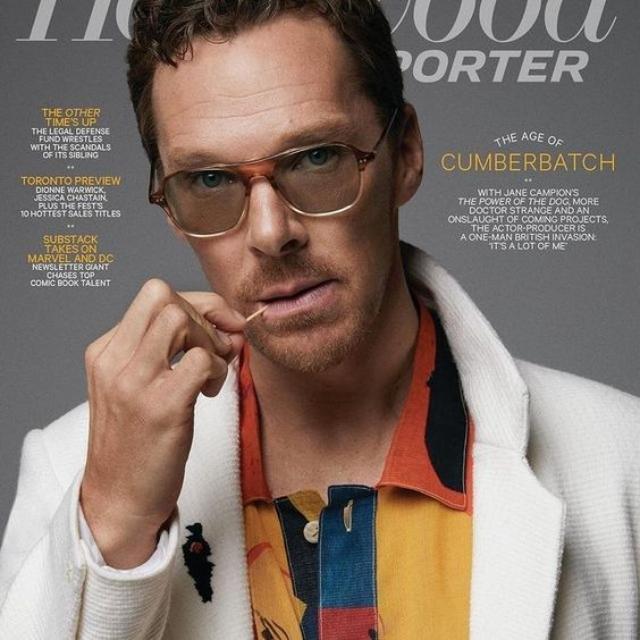 PORTER
THE OTHER
TIME'S UP
THE LEGAL DEFENSE
FUND WRESTLES
WITH THE SCANDALS
OF ITS SIBLING
TORONTO PREVIEW
DIONNE WARWICK,
JESSICA CHASTAIN,
PLUS THE FEST'S
10 HOTTEST SALES TITLES
SUBSTACK
TAKES ON
MARVEL AND DC
NEWSLETTER GIANT
CHASES TOP
COMIC BOOK TALENT
THE AGE OF
CUMBERBATCH
WITH JANE CAMPION'S
THE POWER OF THE DOG, MORE
DOCTOR STRANGE AND AN
ONSLAUGHT OF COMING PROJECTS,
THE ACTOR-PRODUCER IS
A ONE-MAN BRITISH INVASION:
'IT'S A LOT OF ME'